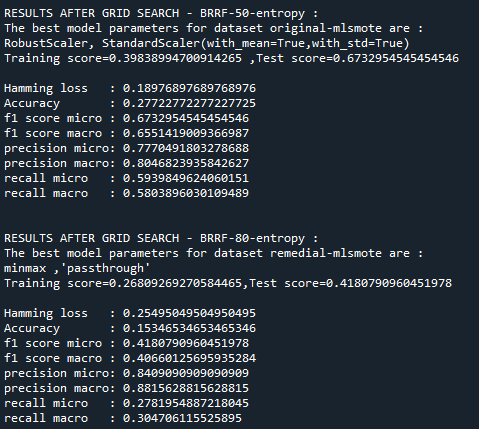 RESULTS AFTER GRID SEARCH - BRRF-50-entropy :
The best model parameters for dataset original-mlsmote are :
RobustScaler, StandardScaler(with_mean=True,with_std=True)
Training score=0.39838994700914265 ,Test score=0.6732954545454546
Hamming loss : 0.18976897689768976
Accuracy : 0.27722772277227725
f1 score micro : 0.6732954545454546
f1 score macro : 0.6551419009366987
precision micro: 0.7770491803278688
precision macro: 0.8046823935842627
recall micro : 0.5939849624060151
recall macro : 0.5803896030109489
RESULTS AFTER GRID SEARCH - BRRF-80-entropy :
The best model parameters for dataset remedial-mlsmote are :
minmax ,'passthrough'
Training score=0.26809269270584465,Test score=0.4180790960451978
Hamming loss : 0.25495049504950495
Accuracy : 0.15346534653465346
f1 score micro: 0.4180790960451978
f1 score macro : 0.40660125695935284
precision micro: 0.8409090909090909
precision macro: 0.8815628815628815
recall micro : 0.2781954887218045
recall macro : 0.304706115525895